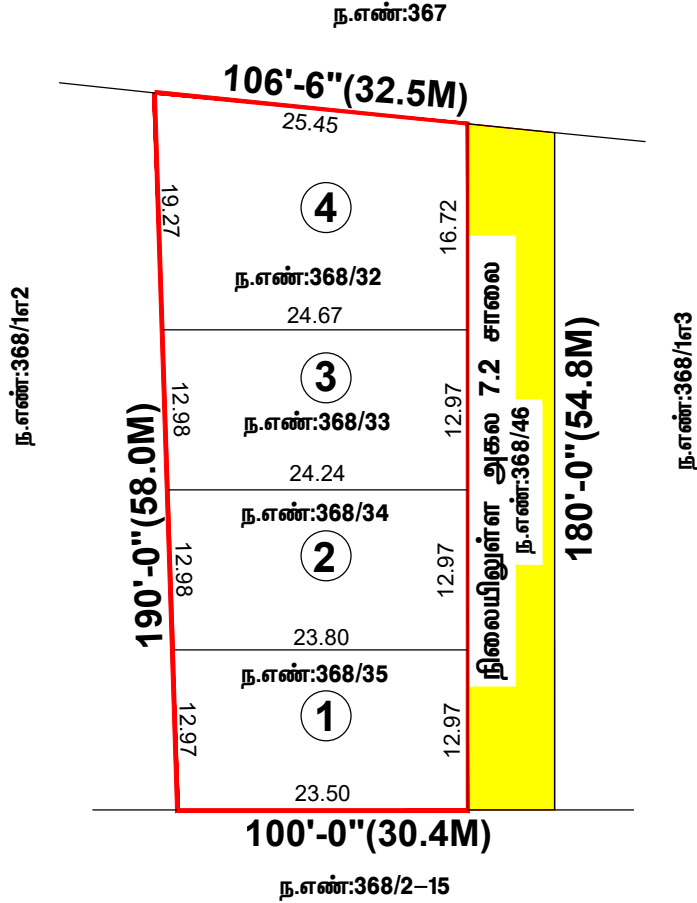 ந.எண்:367
106'-6"(32.5M)
25.45
19.27
4
16.72
ந.எண்:368/32
24.67
ந.எண்:368/1எ2
3
12.98
12.97
ந.எண்:368/33
24.24
நிலையிலுள்ள அகல 7.2 சாலை
ந.எண்:368/46
180'-0"(54.8M)
ந.எண்:368/1எ3
190'-0"(58.0M)
ந.எண்:368/34
12.98
2
12.97
23.80
ந.எண்:368/35
12.97
1
12.97
23.50
100'-0"(30.4M)
ந.எண்:368/2–15